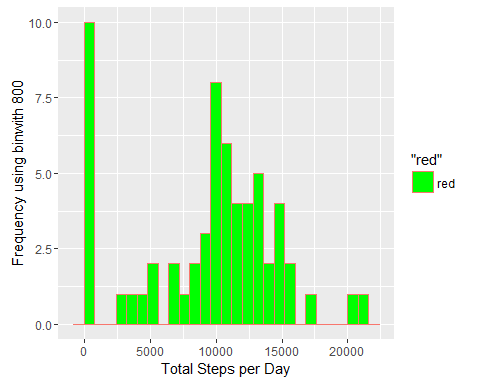 10.0
7.5
5.0
2.5
0.0
Frequency using binwith 800
0
5000
10000
15000
20000
Total Steps per Day
"red"
red